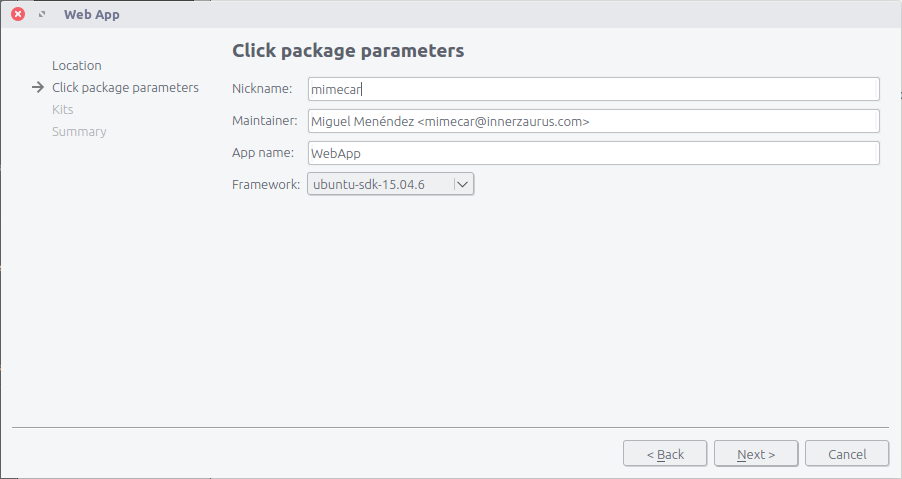 Web App
Location
Click package parameters
Kits
Summary
Click package parameters
Nickname: mimecar
Maintainer: Miguel Menéndez <mimecar@innerzaurus.com>
App name: WebApp
Framework: ubuntu-sdk-15.04.6
< Back Next > Cancel